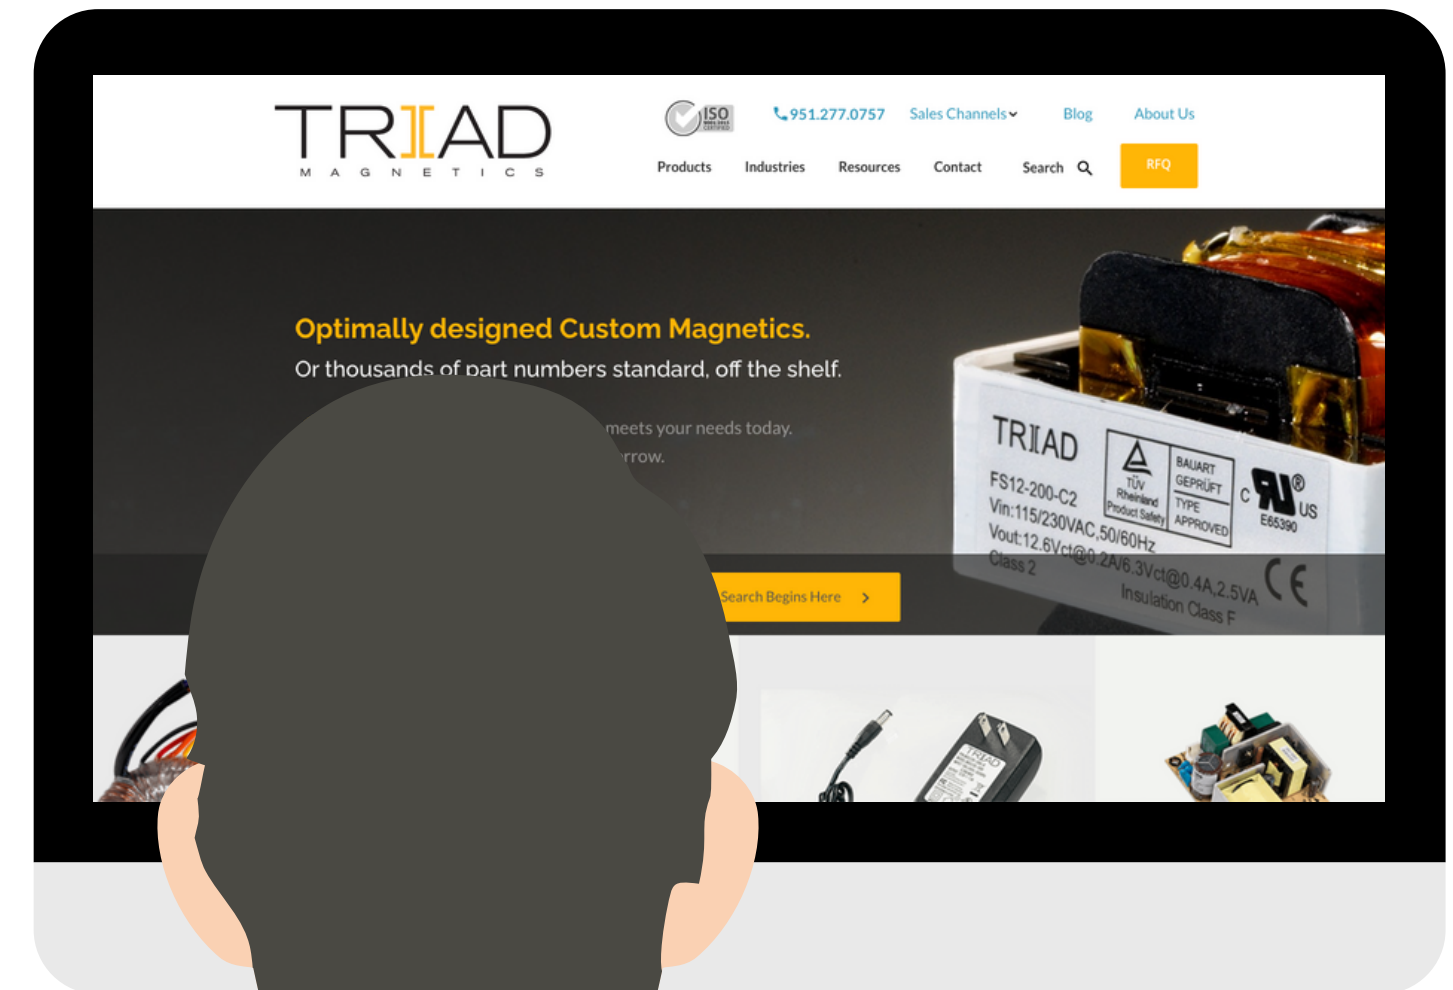 TRIAD
MAGNETICS
ISO
CERTIFIED
951.277.0757 Sales Channels Blog About Us
Products Industries Resources Contact Search RFQ
Optimally designed Custom Magnetics.
Or thousands of part numbers standard, off the shelf.
meets your needs today.
rrow.
Search Begins Here
TRIAD
FS12-200-C2
Vin:115/230VAC,50/60Hz
Vout:12.6Vct@0.2A/6.3Vct@0.4A,2.5VA
Class 2
Insulation Class F
TÜV
Rheinland
Product Safety
BAUART
GEPRÜFT
TYPE
APPROVED
C RU® US
E65390
CE
TRIAD